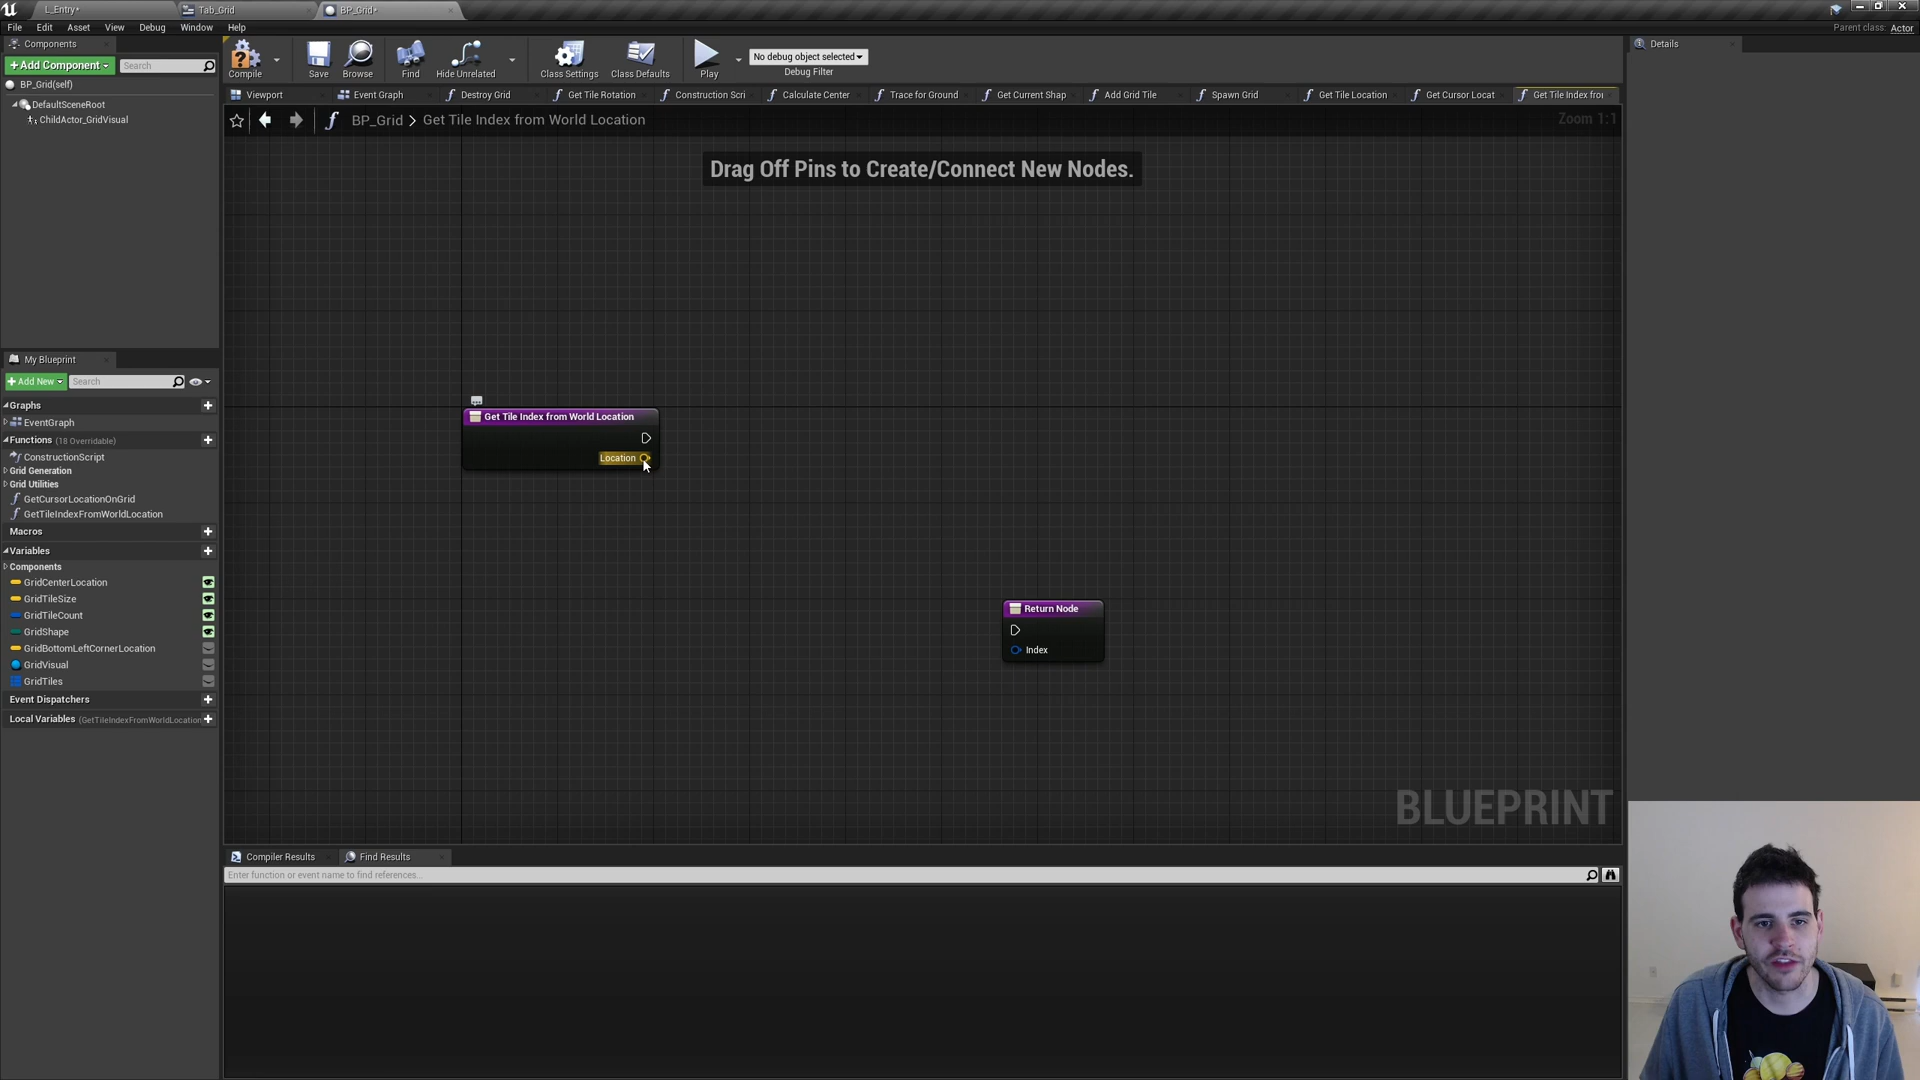 L_Entry*
Tab_Grid
BP_Grid*
File Edit Asset View Window Debug Help
Parent class: Actor
Components
+Add Component
Search
BP_Grid(self)
DefaultSceneRoot
ChildActor_GridVisual
Compile
Save
Browse
Find
Hide Unrelated
Class Settings
Class Defaults
Play
No debug object selected
Debug Filter
Details
Viewport
Event Graph
Destroy Grid
Get Tile Rotation
Construction Scri
Calculate Center
Trace for Ground
Get Current Shap
Add Grid Tile
Spawn Grid
Get Tile Location
Get Cursor Locat
Get Tile Index from
BP_Grid > Get Tile Index from World Location
Zoom 1:1
Drag Off Pins to Create/Connect New Nodes.
Get Tile Index from World Location
Location
Return Node
Index
BLUEPRINT
My Blueprint
+Add New
Search
Graphs
EventGraph
Functions (18 Overridable)
ConstructionScript
Grid Generation
Grid Utilities
GetCursorLocationOnGrid
GetTileIndexFromWorldLocation
Macros
Variables
Components
GridCenterLocation
GridTileSize
GridTileCount
GridShape
GridBottomLeftCornerLocation
GridVisual
GridTiles
Event Dispatchers
Local Variables (GetTileIndexFromWorldLocation
Compiler Results
Find Results
Enter function or event name to find references...